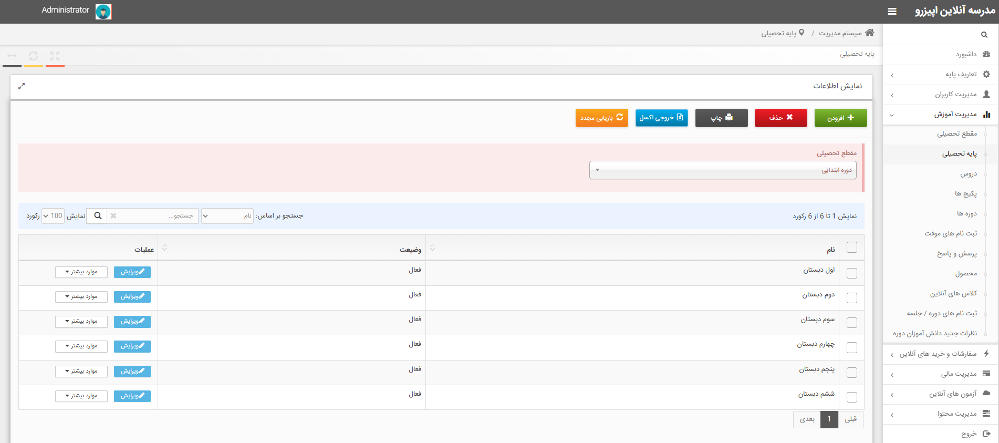 مدرسه آنلاین اپیزرو
Administrator
سیستم مدیریت / پایه تحصیلی
پایه تحصیلی
داشبورد
تعاریف پایه
مدیریت کاربران
مدیریت آموزش
مقطع تحصیلی
پایه تحصیلی
دروس
پکیج ها
دوره ها
ثبت نام های موقت
پرسش و پاسخ
محصول
کلاس های آنلاین
ثبت نام های دوره / جلسه
نظرات جدید دانش آموزان دوره
سفارشات و خرید های آنلاین
مدیریت مالی
آزمون های آنلاین
مدیریت محتوا
خروج
نمایش اطلاعات
افزودن حذف چاپ خروجی اکسل بازیابی مجدد
مقطع تحصیلی
دوره ابتدایی
نمایش 1 تا 6 از 6 رکورد جستجو بر اساس: نام جستجو... نمایش 100 رکورد
نام وضیعت عملیات
اول دبستان فعال ویرایش موارد بیشتر
دوم دبستان فعال ویرایش موارد بیشتر
سوم دبستان فعال ویرایش موارد بیشتر
چهارم دبستان فعال ویرایش موارد بیشتر
پنجم دبستان فعال ویرایش موارد بیشتر
ششم دبستان فعال ویرایش موارد بیشتر
قبلی 1 بعدی